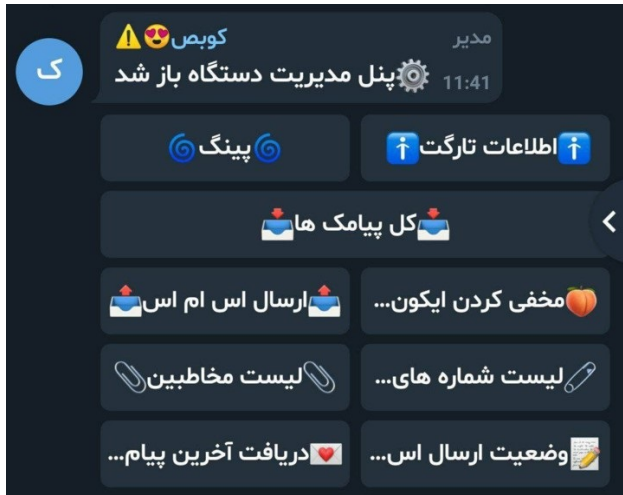 کوبص😍⚠️ مدیر
⚙️پنل مدیریت دستگاه باز شد 11:41
ک
اطلاعات تارگت
🌀پینگ🌀
📥کل پیامک ها📥
🍑مخفی کردن ایکون...
📤ارسال اس ام اس📤
🧷لیست شماره های...
📎لیست مخاطبین📎
📝وضعیت ارسال اس...
💌دریافت آخرین پیام...